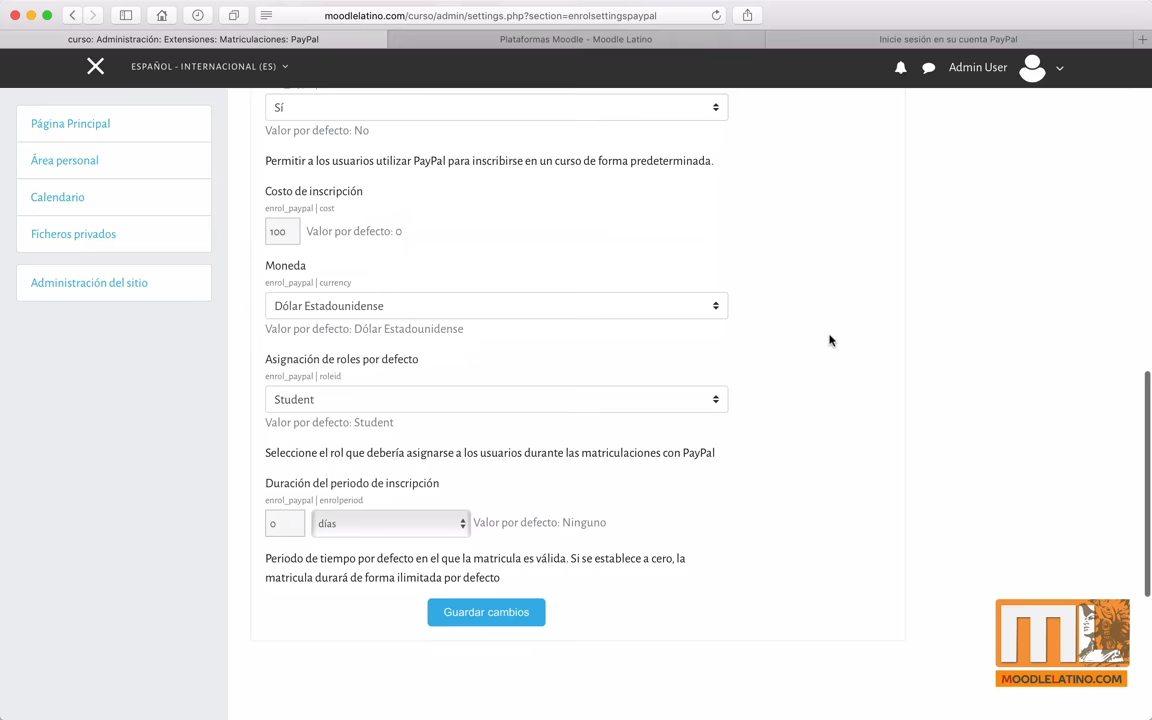 moodlelatino.com/curso/admin/settings.php?section=enrolsettingspaypal
curso: Administración: Extensiones: Matriculaciones: PayPal
Plataformas Moodle - Moodle Latino
Inicie sesión en su cuenta PayPal
ESPAÑOL - INTERNACIONAL (ES)
Admin User
Página Principal
Área personal
Calendario
Ficheros privados
Administración del sitio
Sí
Valor por defecto: No
Permitir a los usuarios utilizar PayPal para inscribirse en un curso de forma predeterminada.
Costo de inscripción
enrol_paypal | cost
100 Valor por defecto: 0
Moneda
enrol_paypal | currency
Dólar Estadounidense
Valor por defecto: Dólar Estadounidense
Asignación de roles por defecto
enrol_paypal | roleid
Student
Valor por defecto: Student
Seleccione el rol que debería asignarse a los usuarios durante las matriculaciones con PayPal
Duración del periodo de inscripción
enrol_paypal | enrolperiod
0 días Valor por defecto: Ninguno
Periodo de tiempo por defecto en el que la matricula es válida. Si se establece a cero, la
matricula durará de forma ilimitada por defecto
Guardar cambios
M
MOODLELATINO.COM